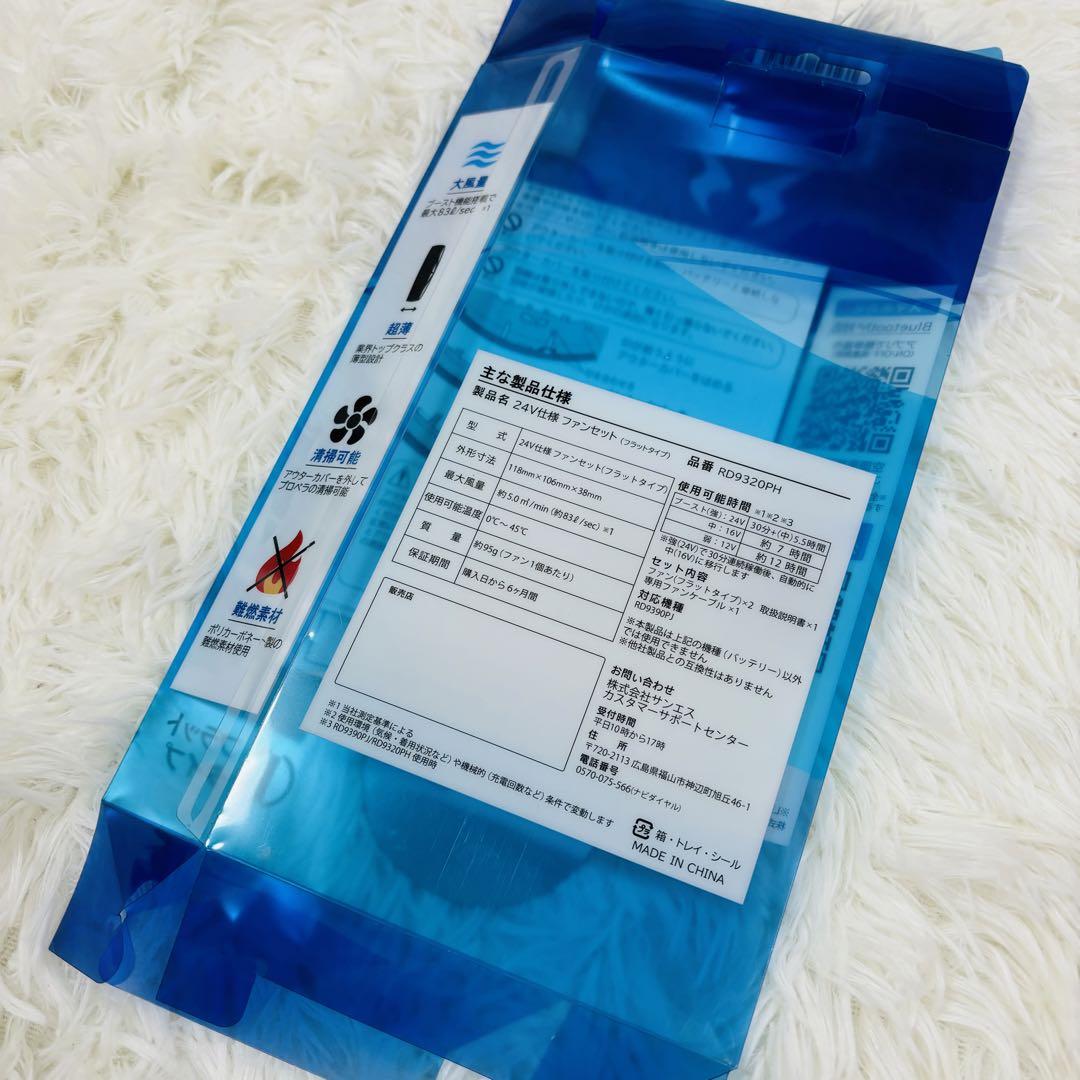 大風量
ブースト機能搭載で
最大83ℓ/sec ※1
超薄
業界トップクラスの
薄型設計
清掃可能
アウターカバーを外して
プロペラの清掃可能
難燃素材
ポリカーボネート製の
難燃素材使用
主な製品仕様
製品名 24V仕様 ファンセット (フラットタイプ) 品番 RD9320PH
型 式 24V仕様 ファンセット(フラットタイプ)
外形寸法 118mm×106mm×38mm
最大風量 約5.0㎥/min (約83ℓ/sec) ※1
使用可能温度 0℃~45℃
質 量 約95g (ファン1個あたり)
保証期間 購入日から6ヶ月間
販売店
※1 当社測定基準による
※2 使用環境 (気候・着用状況など) や機械的 (充電回数など) 条件で変動します
※3 RD9390PJ/RD9320PH 使用時
使用可能時間 ※1※2※3
ブースト(強): 24V 30分+(中)5.5時間
中: 16V 約 7 時間
弱: 12V 約 12 時間
※強(24V)で30分連続稼働後、自動的に
中(16V)に移行します
セット内容
ファン(フラットタイプ)×2 取扱説明書×1
専用ファンケーブル×1
対応機種
RD9390PJ
※本製品は上記の機種 (バッテリー) 以外
では使用できません
※他社製品との互換性はありません
お問い合わせ
株式会社サンエス
カスタマーサポートセンター
受付時間
平日10時から17時
住 所
〒720-2113 広島県福山市神辺町旭丘46-1
電話番号
0570-075-566(ナビダイヤル)
プラ 箱・トレイ・シール
MADE IN CHINA